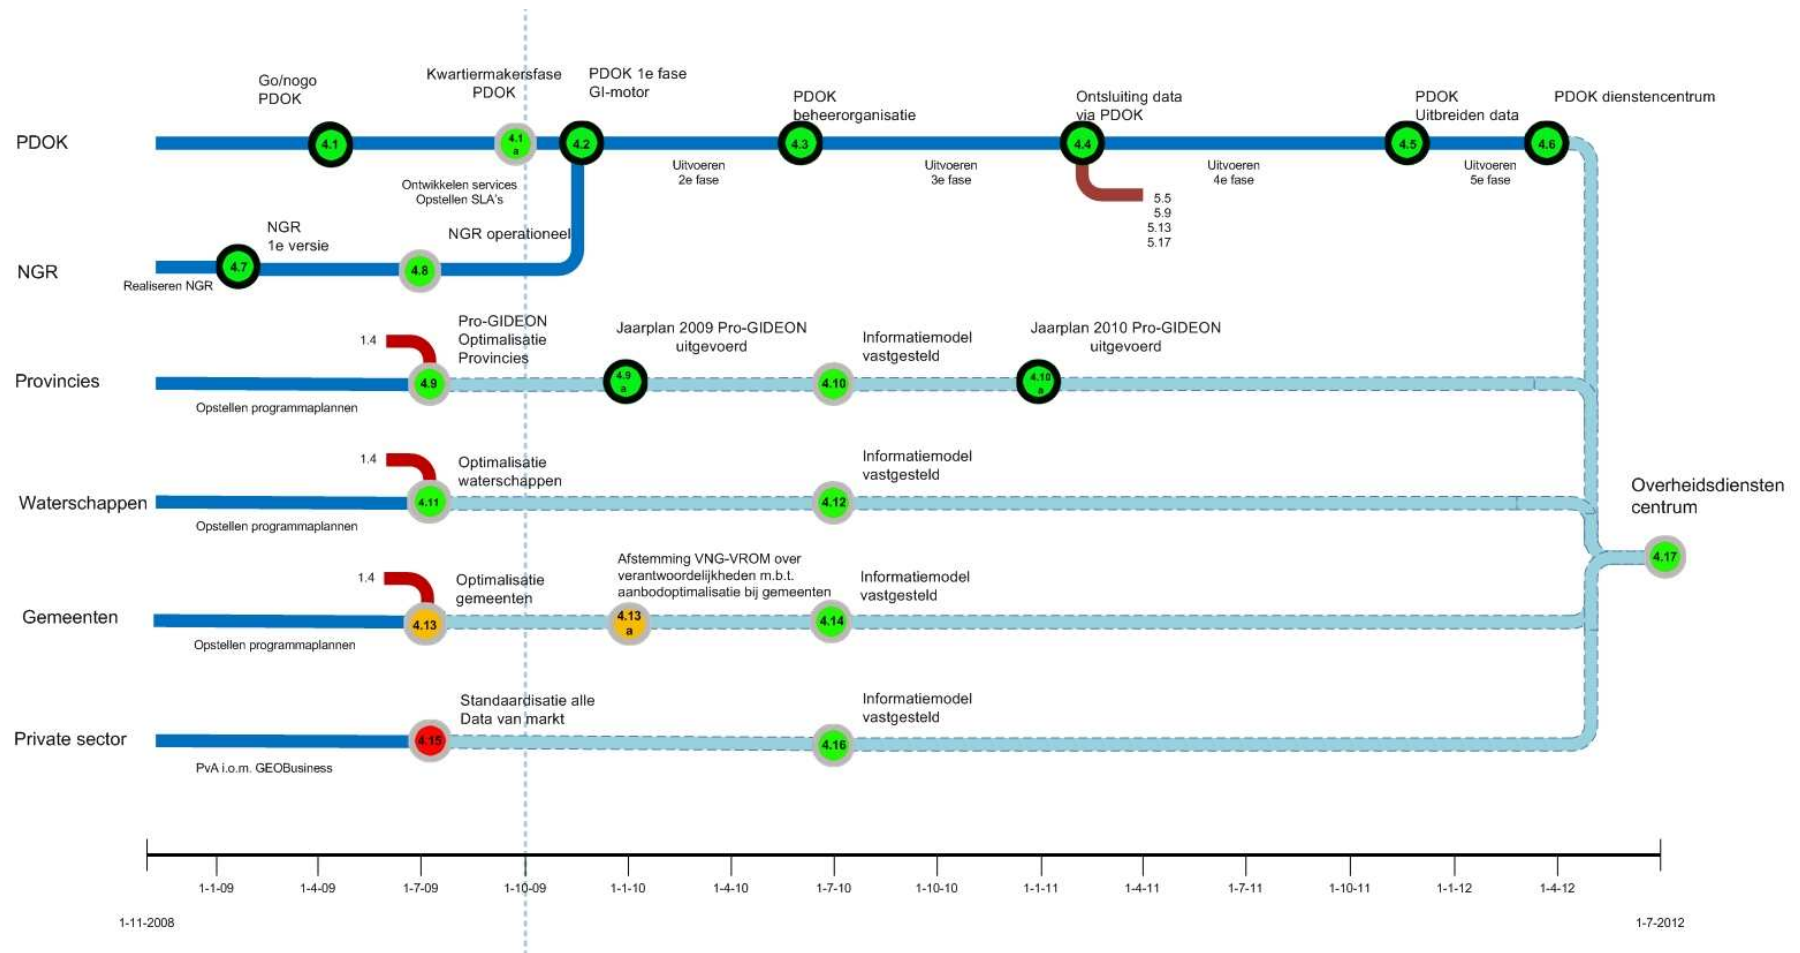 Go/nogo
PDOK
Kwartiermakersfase
PDOK
PDOK 1e fase
GI-motor
PDOK
beheerorganisatie
Ontsluiting data
via PDOK
PDOK
Uitbreiden data
PDOK dienstencentrum
PDOK
4.1
4.1
a
4.2
4.3
4.4
4.5
4.6
Uitvoeren
2e fase
Uitvoeren
3e fase
Uitvoeren
4e fase
Uitvoeren
5e fase
Ontwikkelen services
Opstellen SLA's
5.5
5.9
5.13
5.17
NGR
1e versie
NGR operationeel
NGR
4.7
4.8
Realiseren NGR
1.4
Pro-GIDEON
Optimalisatie
Provincies
Jaarplan 2009 Pro-GIDEON
uitgevoerd
Informatiemodel
vastgesteld
Jaarplan 2010 Pro-GIDEON
uitgevoerd
Provincies
4.9
4.9
a
4.10
4.10
a
Opstellen programmaplannen
1.4
Optimalisatie
waterschappen
Informatiemodel
vastgesteld
Waterschappen
4.11
4.12
Opstellen programmaplannen
Overheidsdiensten
centrum
4.17
1.4
Optimalisatie
gemeenten
Afstemming VNG-VROM over
verantwoordelijkheden m.b.t.
aanbodoptimalisatie bij gemeenten
Informatiemodel
vastgesteld
Gemeenten
4.13
4.13
a
4.14
Opstellen programmaplannen
Standaardisatie alle
Data van markt
Informatiemodel
vastgesteld
Private sector
4.15
4.16
PvA i.o.m. GEOBusiness
1-1-09
1-4-09
1-7-09
1-10-09
1-1-10
1-4-10
1-7-10
1-10-10
1-1-11
1-4-11
1-7-11
1-10-11
1-1-12
1-4-12
1-11-2008
1-7-2012